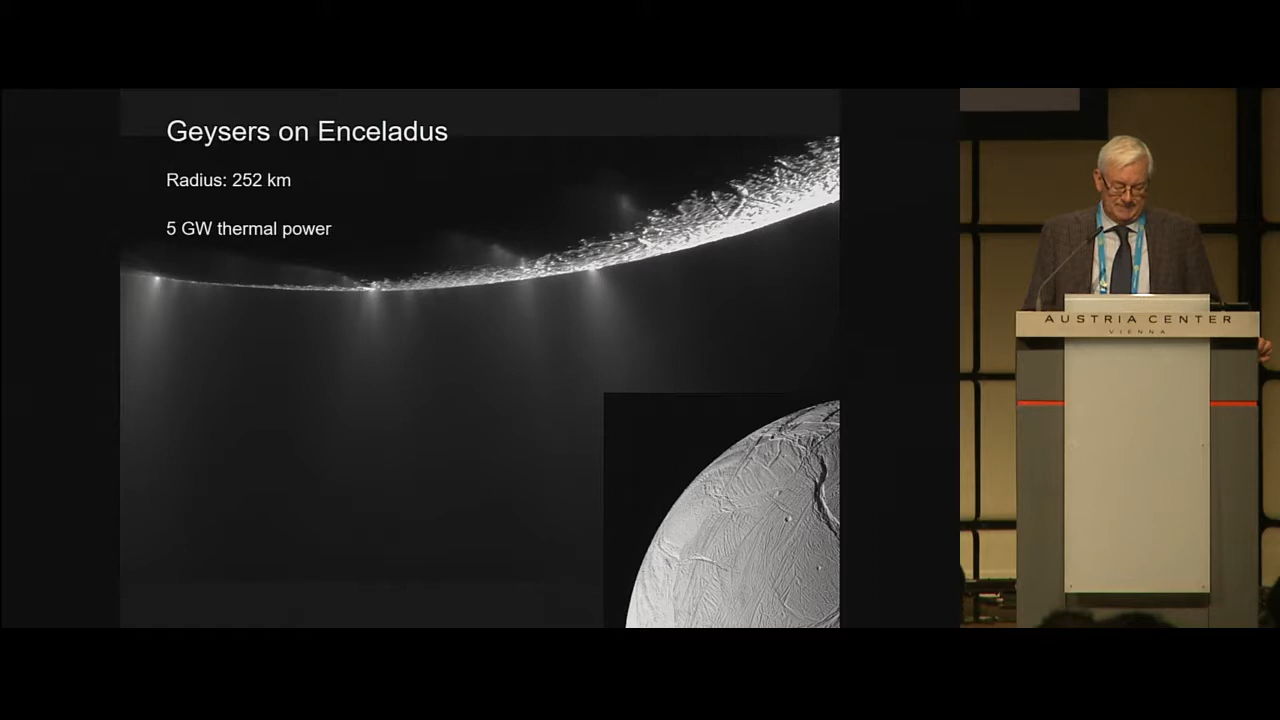 Geysers on Enceladus
Radius: 252 km
5 GW thermal power
AUSTRIA CENTER
VIENNA